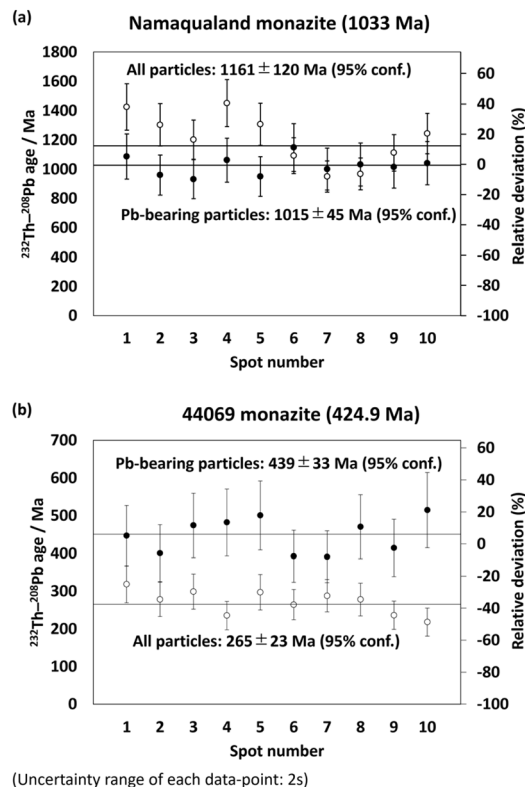 (a)
Namaqualand monazite (1033 Ma)
²³²Th–²⁰⁸Pb age / Ma
1800
1600
1400
1200
1000
800
600
400
200
0
All particles: 1161 ± 120 Ma (95% conf.)
Pb-bearing particles: 1015 ± 45 Ma (95% conf.)
60
40
20
0
-20
-40
-60
-80
-100
Relative deviation (%)
1 2 3 4 5 6 7 8 9 10
Spot number
(b)
44069 monazite (424.9 Ma)
²³²Th–²⁰⁸Pb age / Ma
700
600
500
400
300
200
100
0
Pb-bearing particles: 439 ± 33 Ma (95% conf.)
All particles: 265 ± 23 Ma (95% conf.)
60
40
20
0
-20
-40
-60
-80
-100
Relative deviation (%)
1 2 3 4 5 6 7 8 9 10
Spot number
(Uncertainty range of each data-point: 2s)